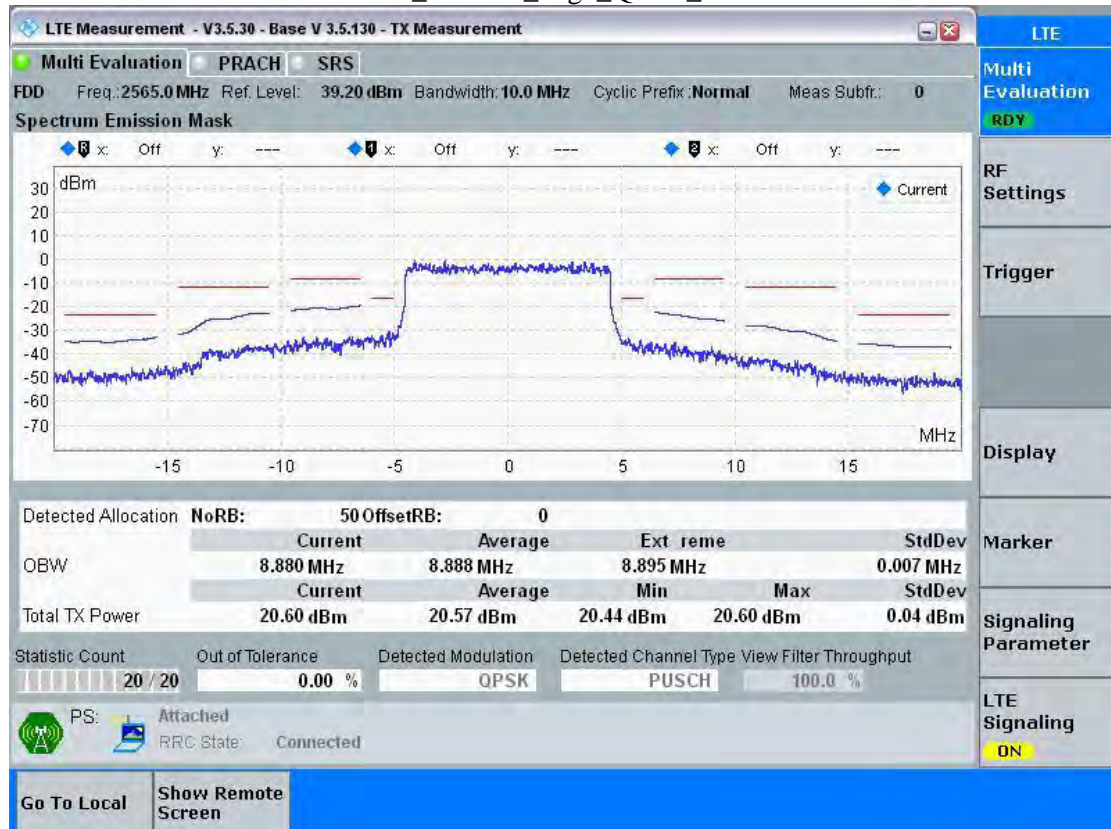 LTE Measurement - V3.5.30 - Base V 3.5.130 - TX Measurement
LTE
Multi Evaluation PRACH SRS
Multi
Evaluation
RDY
FDD Freq.:2565.0 MHz Ref. Level: 39.20 dBm Bandwidth:10.0 MHz Cyclic Prefix :Normal Meas Subfr.: 0
Spectrum Emission Mask
R x: Off y: --- 1 x: Off y: --- 2 x: Off y: ---
dBm
Current
30
20
10
0
-10
-20
-30
-40
-50
-60
-70
MHz
-15 -10 -5 0 5 10 15
RF
Settings
Trigger
Display
Marker
Signaling
Parameter
LTE
Signaling
ON
Detected Allocation NoRB: 50 OffsetRB: 0
Current Average Ext reme StdDev
OBW 8.880 MHz 8.888 MHz 8.895 MHz 0.007 MHz
Current Average Min Max StdDev
Total TX Power 20.60 dBm 20.57 dBm 20.44 dBm 20.60 dBm 0.04 dBm
Statistic Count Out of Tolerance Detected Modulation Detected Channel Type View Filter Throughput
20 / 20 0.00 % QPSK PUSCH 100.0 %
PS: Attached
RRC State: Connected
Go To Local
Show Remote
Screen